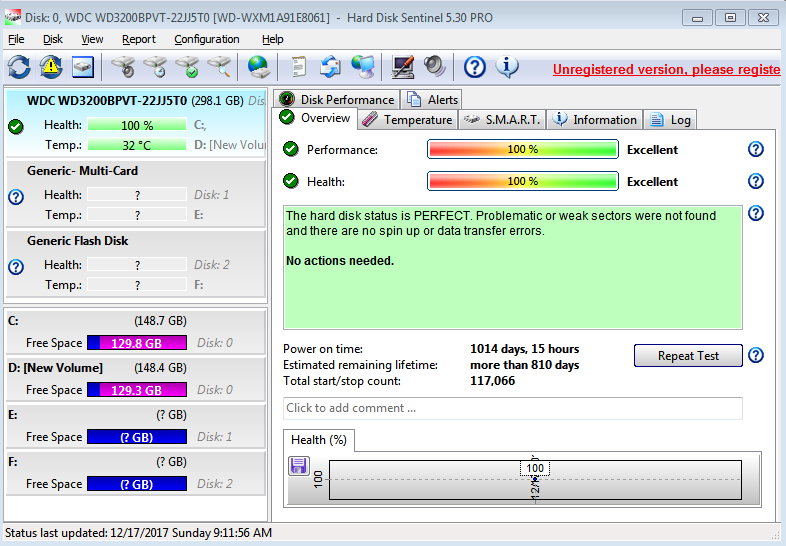 Disk: 0, WDC WD3200BPVT-22JJ5T0 [WD-WXM1A91E8061] - Hard Disk Sentinel 5.30 PRO
File Disk View Report Configuration Help
Unregistered version, please registe
WDC WD3200BPVT-22JJ5T0 (298.1 GB) Dis
Health: 100 % C:,
Temp.: 32 °C D: [New Volu
Generic- Multi-Card
Health: ? Disk: 1
Temp.: ? E:
Generic Flash Disk
Health: ? Disk: 2
Temp.: ? F:
C: (148.7 GB)
Free Space 129.8 GB Disk: 0
D: [New Volume] (148.4 GB)
Free Space 129.3 GB Disk: 0
E: (? GB)
Free Space (? GB) Disk: 1
F: (? GB)
Free Space (? GB) Disk: 2
Disk Performance Alerts
Overview Temperature S.M.A.R.T. Information Log
Performance: 100 % Excellent
Health: 100 % Excellent
The hard disk status is PERFECT. Problematic or weak sectors were not found
and there are no spin up or data transfer errors.
No actions needed.
Power on time: 1014 days, 15 hours
Estimated remaining lifetime: more than 810 days
Total start/stop count: 117,066
Repeat Test
Click to add comment ...
Health (%)
100
100
Status last updated: 12/17/2017 Sunday 9:11:56 AM